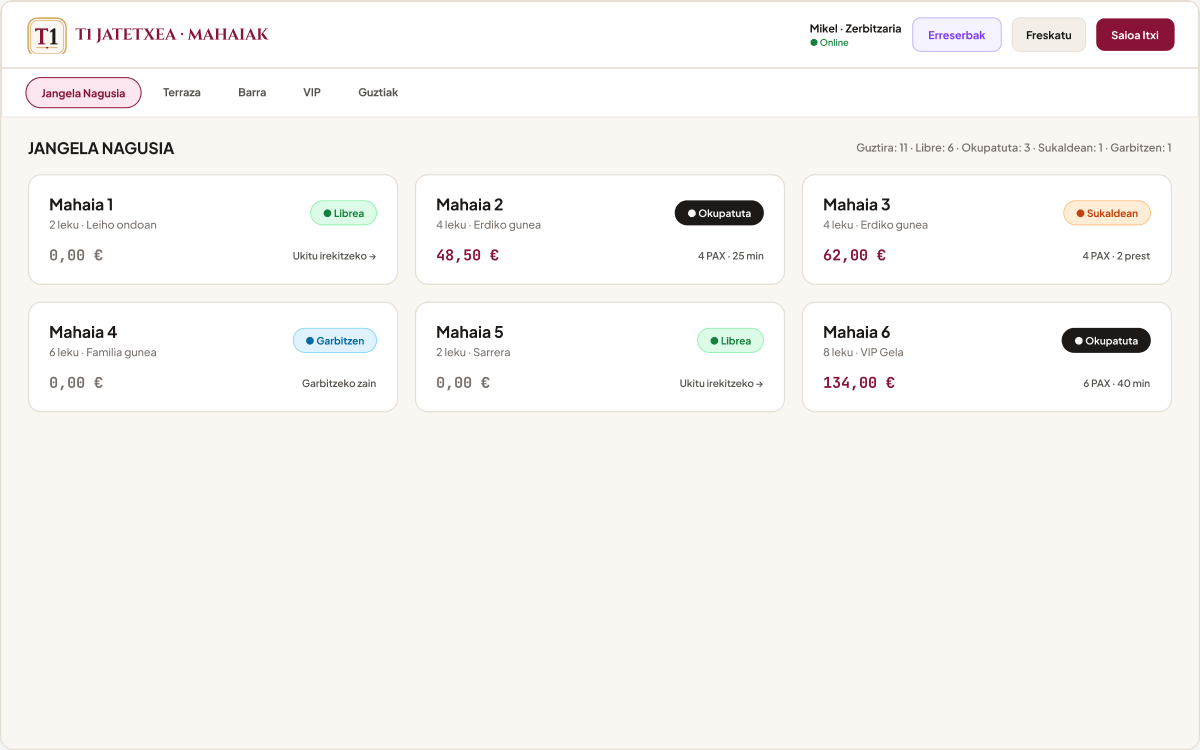 T1 T1 JATETXEA · MAHAIAK
Mikel · Zerbitzaria
Online
Erreserbak
Freskatu
Saioa Itxi
Jangela Nagusia
Terraza
Barra
VIP
Guztiak
JANGELA NAGUSIA
Guztira: 11 · Libre: 6 · Okupatuta: 3 · Sukaldean: 1 · Garbitzen: 1
Mahaia 1
2 leku · Leiho ondoan
Librea
0,00 €
Ukitu irekitzeko →
Mahaia 2
4 leku · Erdiko gunea
Okupatuta
48,50 €
4 PAX · 25 min
Mahaia 3
4 leku · Erdiko gunea
Sukaldean
62,00 €
4 PAX · 2 prest
Mahaia 4
6 leku · Familia gunea
Garbitzen
0,00 €
Garbitzeko zain
Mahaia 5
2 leku · Sarrera
Librea
0,00 €
Ukitu irekitzeko →
Mahaia 6
8 leku · VIP Gela
Okupatuta
134,00 €
6 PAX · 40 min